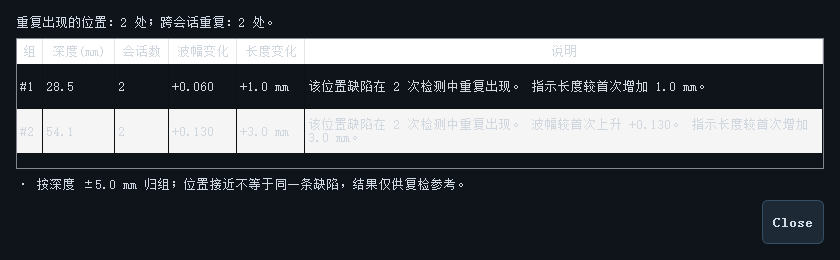 重复出现的位置: 2 处; 跨会话重复: 2 处。
组 深度(mm) 会话数 波幅变化 长度变化 说明
#1 28.5 2 +0.060 +1.0 mm 该位置缺陷在 2 次检测中重复出现。 指示长度较首次增加 1.0 mm。
#2 54.1 2 +0.130 +3.0 mm 该位置缺陷在 2 次检测中重复出现。 波幅较首次上升 +0.130。 指示长度较首次增加
3.0 mm。
· 按深度 ±5.0 mm 归组; 位置接近不等于同一条缺陷, 结果仅供复检参考。
Close